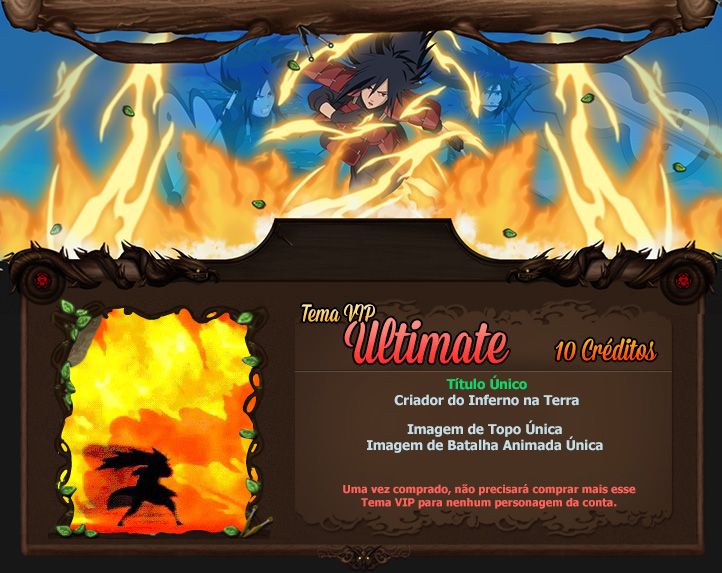 Tema VIP
Ultimate
10 Créditos
Título Único
Criador do Inferno na Terra
Imagem de Topo Única
Imagem de Batalha Animada Única
Uma vez comprado, não precisará comprar mais esse
Tema VIP para nenhum personagem da conta.